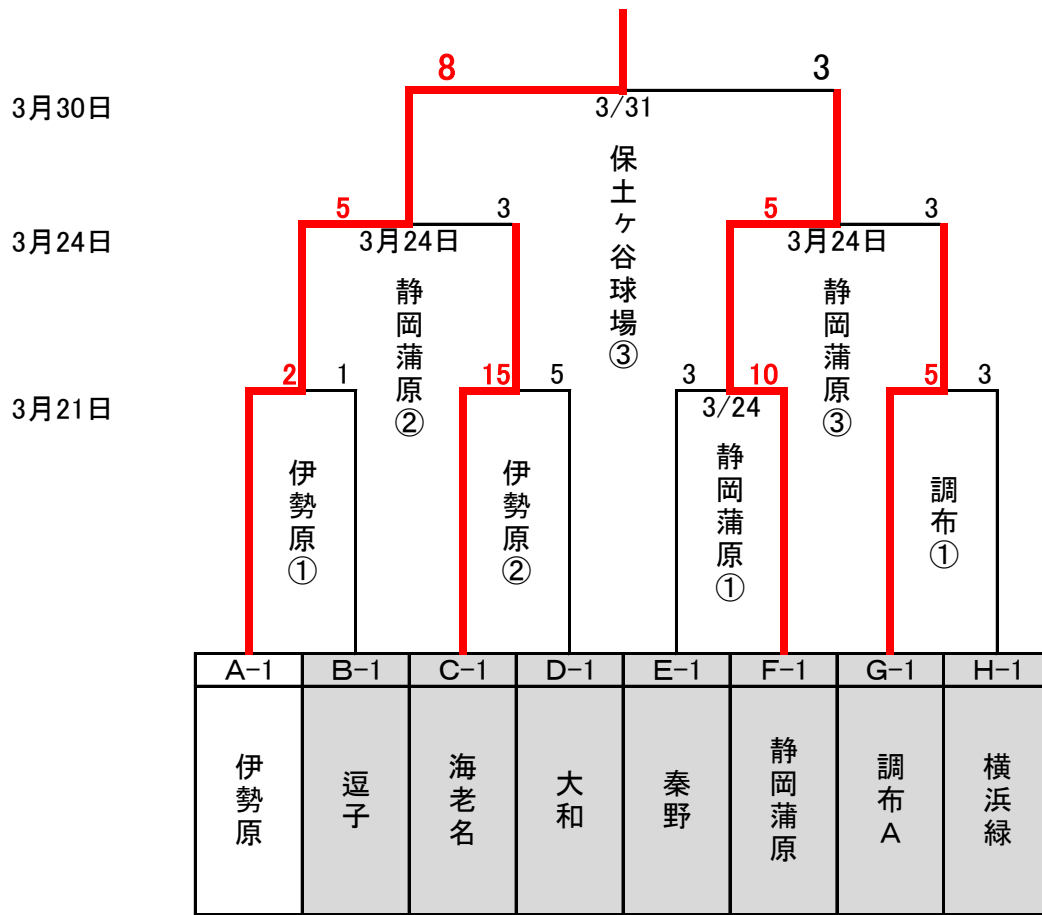 8
3
3月30日
3/31
保土ヶ谷球場③
5
3
5
3
3月24日
3月24日
3月24日
静岡蒲原②
静岡蒲原③
2
1
15
5
3
10
5
3
3月21日
3/24
伊勢原①
伊勢原②
静岡蒲原①
調布①
A-1
B-1
C-1
D-1
E-1
F-1
G-1
H-1
伊勢原
逗子
海老名
大和
秦野
静岡蒲原
調布A
横浜緑